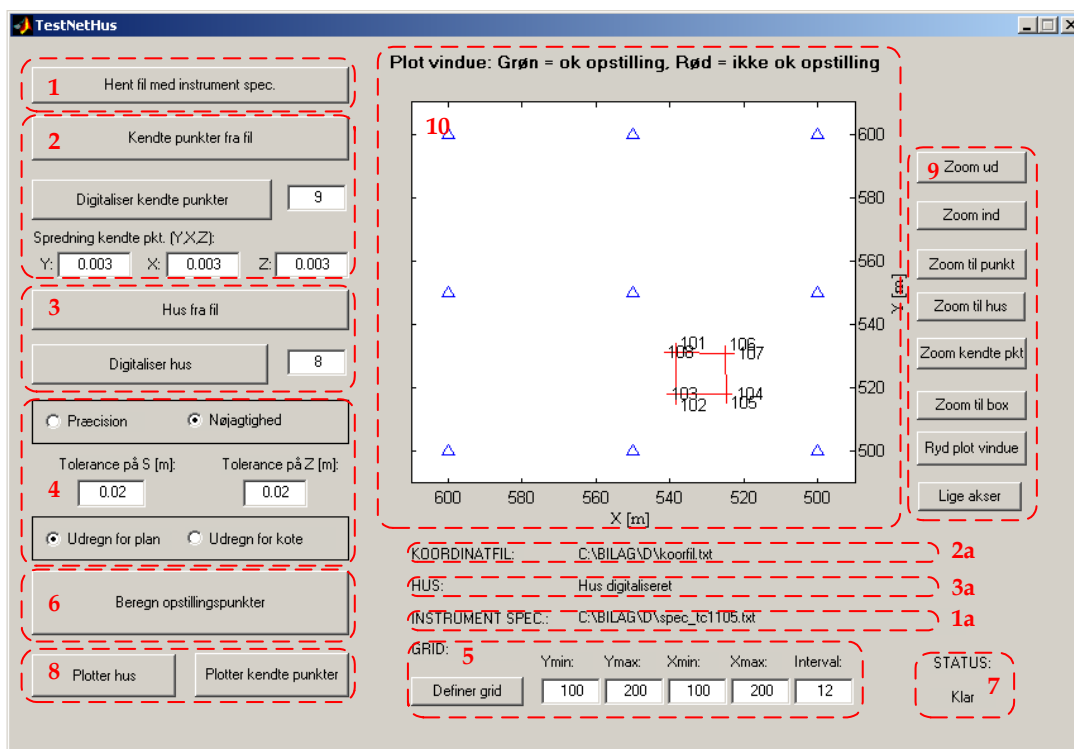 TestNetHus
1
Hent fil med instrument spec.
2
Kendte punkter fra fil
Digitaliser kendte punkter
9
Spredning kendte pkt. (Y,X,Z):
Y: 0.003 X: 0.003 Z: 0.003
3
Hus fra fil
Digitaliser hus
8
Præcision Nøjagtighed
Tolerance på S [m]: Tolerance på Z [m]:
4
0.02 0.02
Udregn for plan Udregn for kote
6
Beregn opstillingspunkter
8
Plotter hus
Plotter kendte punkter
Plot vindue: Grøn = ok opstilling, Rød = ikke ok opstilling
10
600
580
560
540
520
500
Y [m]
101
108
106
107
103
102
104
105
600 580 560 540 520 500
X [m]
9
Zoom ud
Zoom ind
Zoom til punkt
Zoom til hus
Zoom kendte pkt
Zoom til box
Ryd plot vindue
Lige akser
KOORDINATFIL: C:\BILAG\D\koorfil.txt 2a
HUS: Hus digitaliseret 3a
INSTRUMENT SPEC.: C:\BILAG\D\spec_tc1105.txt 1a
GRID:
5
Ymin: Ymax: Xmin: Xmax: Interval:
Definer grid 100 200 100 200 12
STATUS:
7
Klar